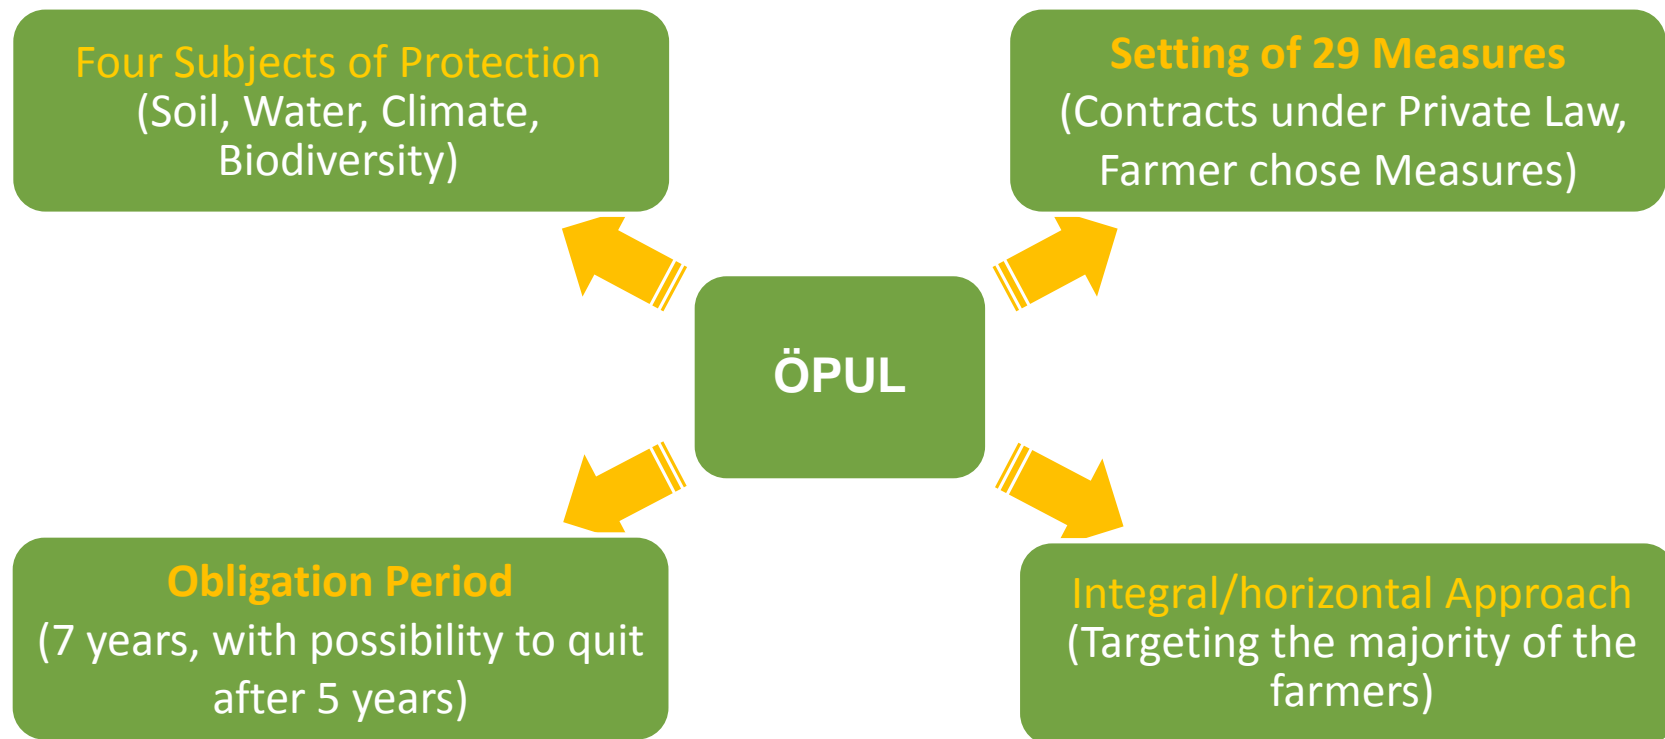 Four Subjects of Protection
(Soil, Water, Climate,
Biodiversity)
Setting of 29 Measures
(Contracts under Private Law,
Farmer chose Measures)
ÖPUL
Obligation Period
(7 years, with possibility to quit
after 5 years)
Integral/horizontal Approach
(Targeting the majority of the
farmers)